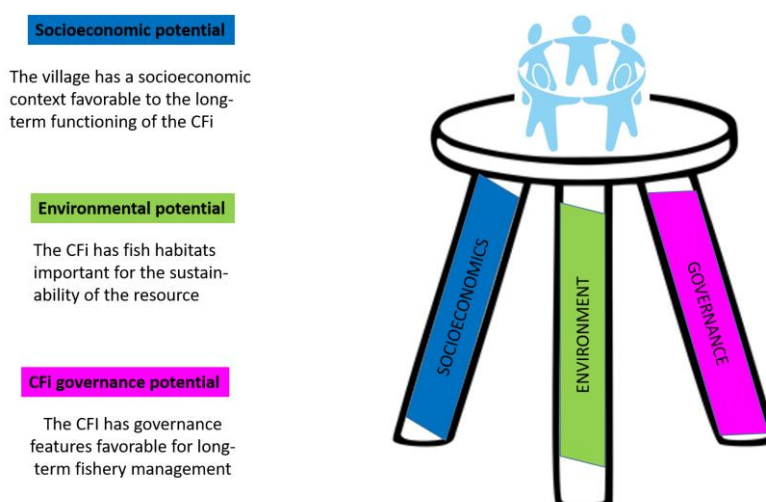 Socioeconomic potential
The village has a socioeconomic
context favorable to the long-
term functioning of the CFi
Environmental potential
The CFi has fish habitats
important for the sustain-
ability of the resource
CFi governance potential
The CFI has governance
features favorable for long-
term fishery management
SOCIOECONOMICS
ENVIRONMENT
GOVERNANCE